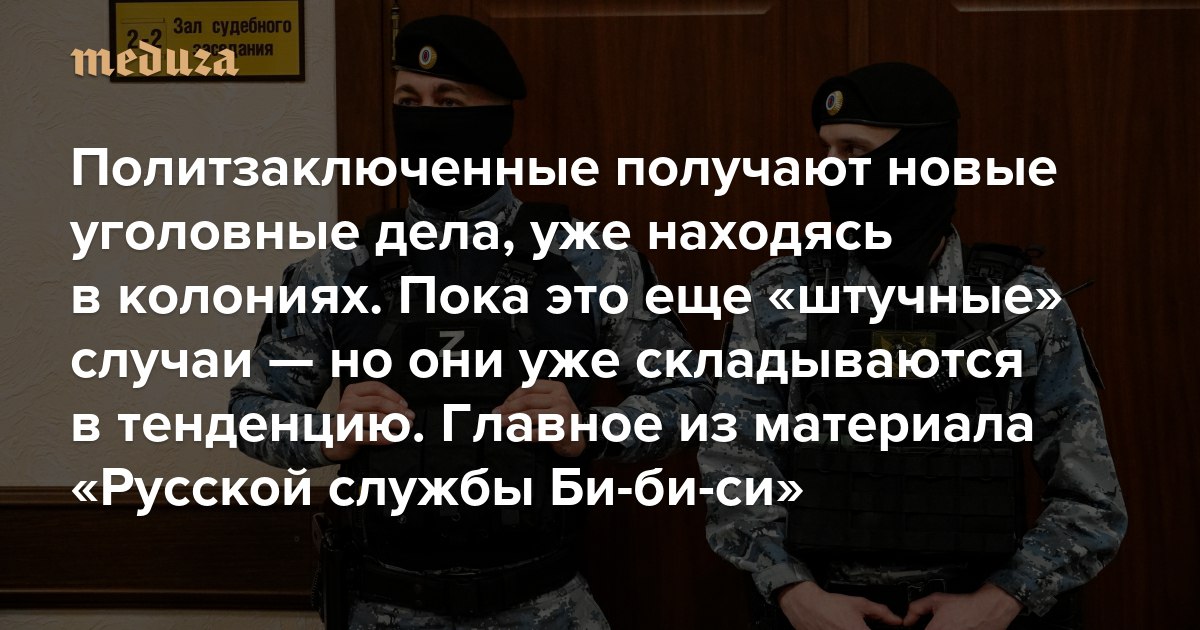 2-2 Зал судебного
заседания
meduza
Политзаключенные получают новые
уголовные дела, уже находясь
в колониях. Пока это еще «штучные»
случаи — но они уже складываются
в тенденцию. Главное из материала
«Русской службы Би-би-си»
Z